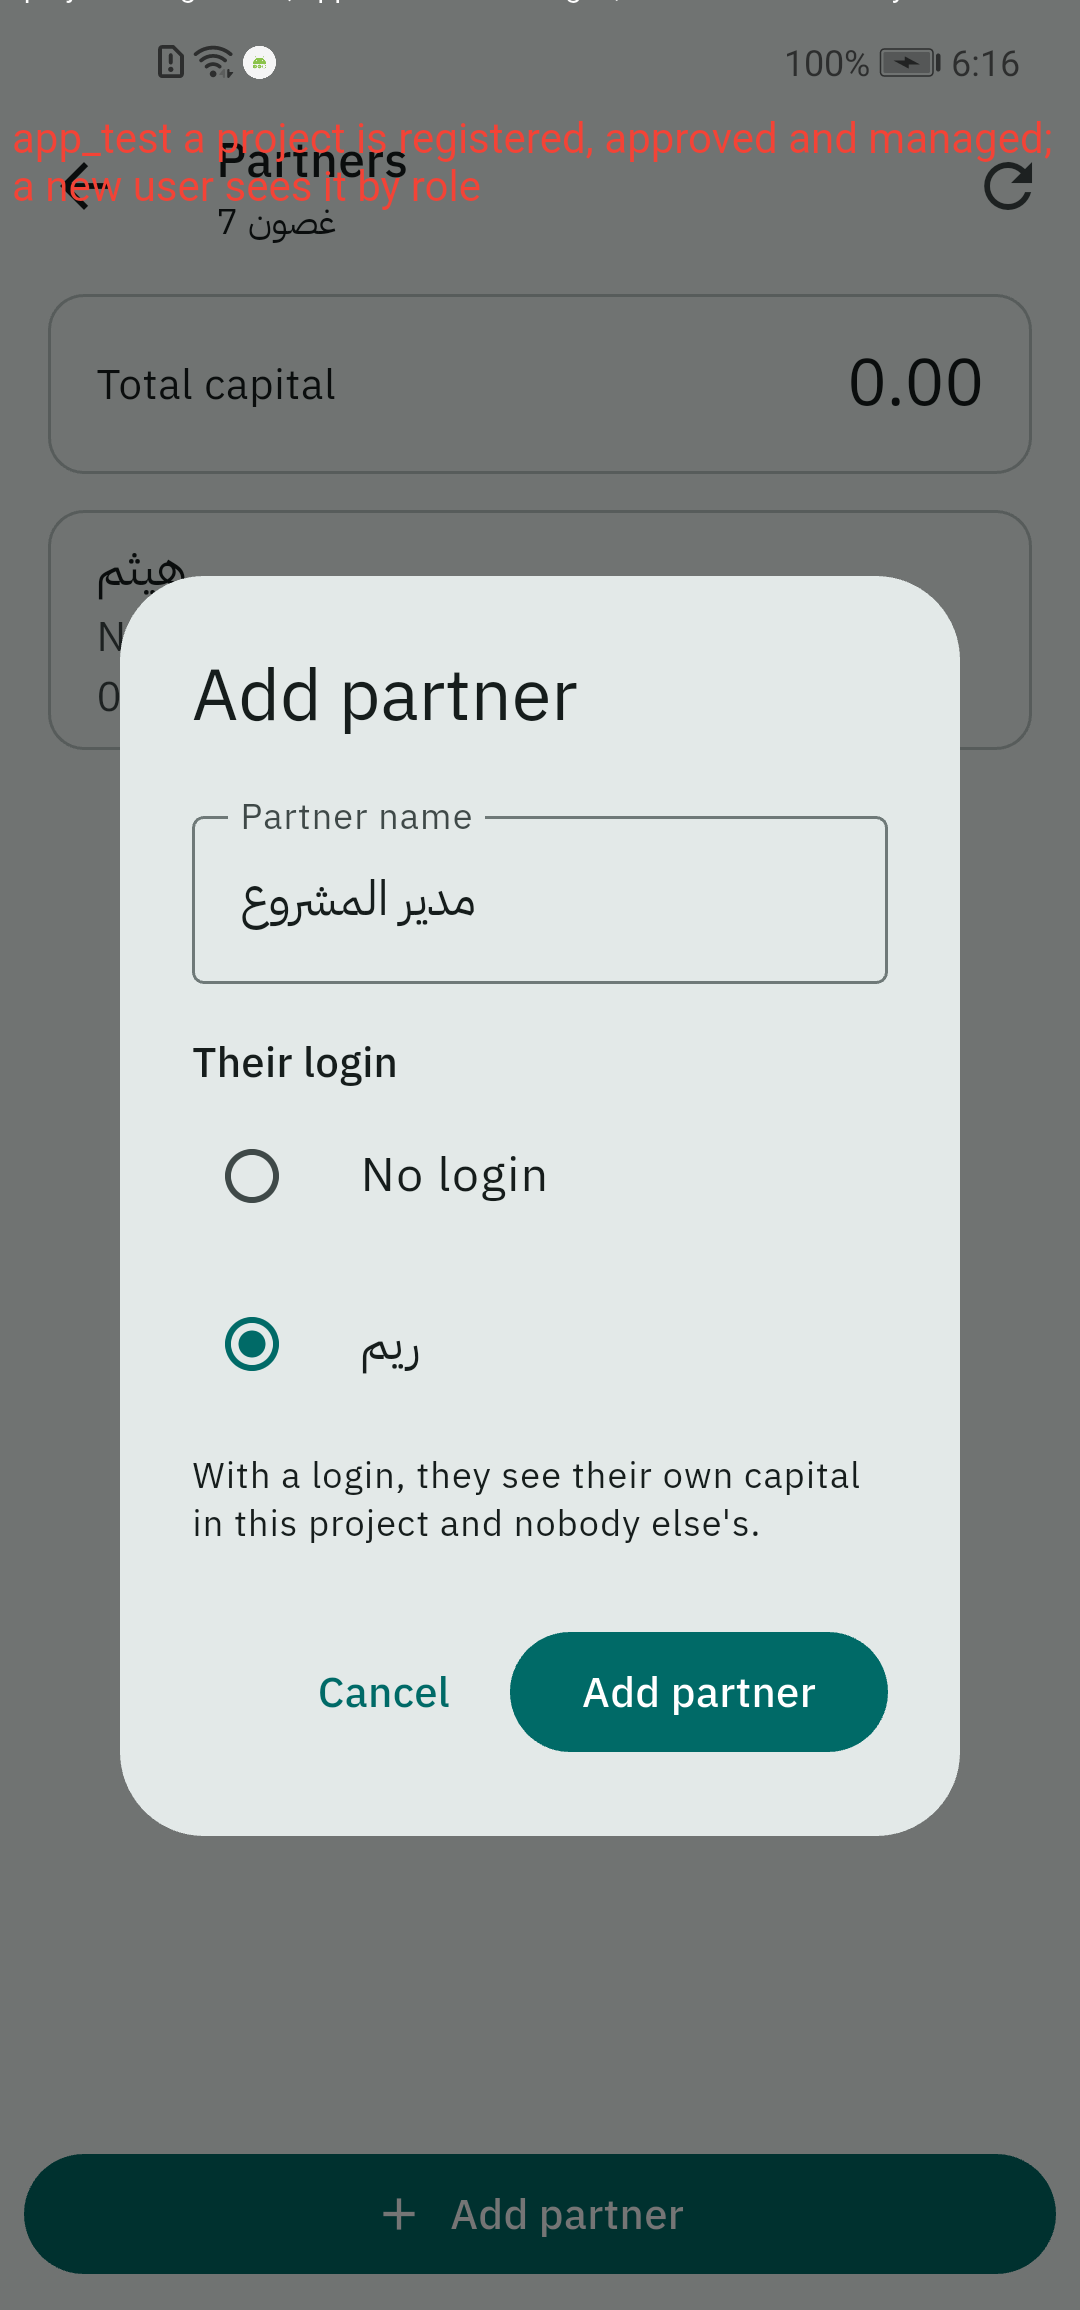 100% 6:16
app_test a project is registered, approved and managed;
a new user sees it by role
Partners
غصون 7
Total capital
0.00
هيثم
N
0
Add partner
Partner name
مدير المشروع
Their login
No login
ريم
With a login, they see their own capital
in this project and nobody else's.
Cancel
Add partner
+ Add partner